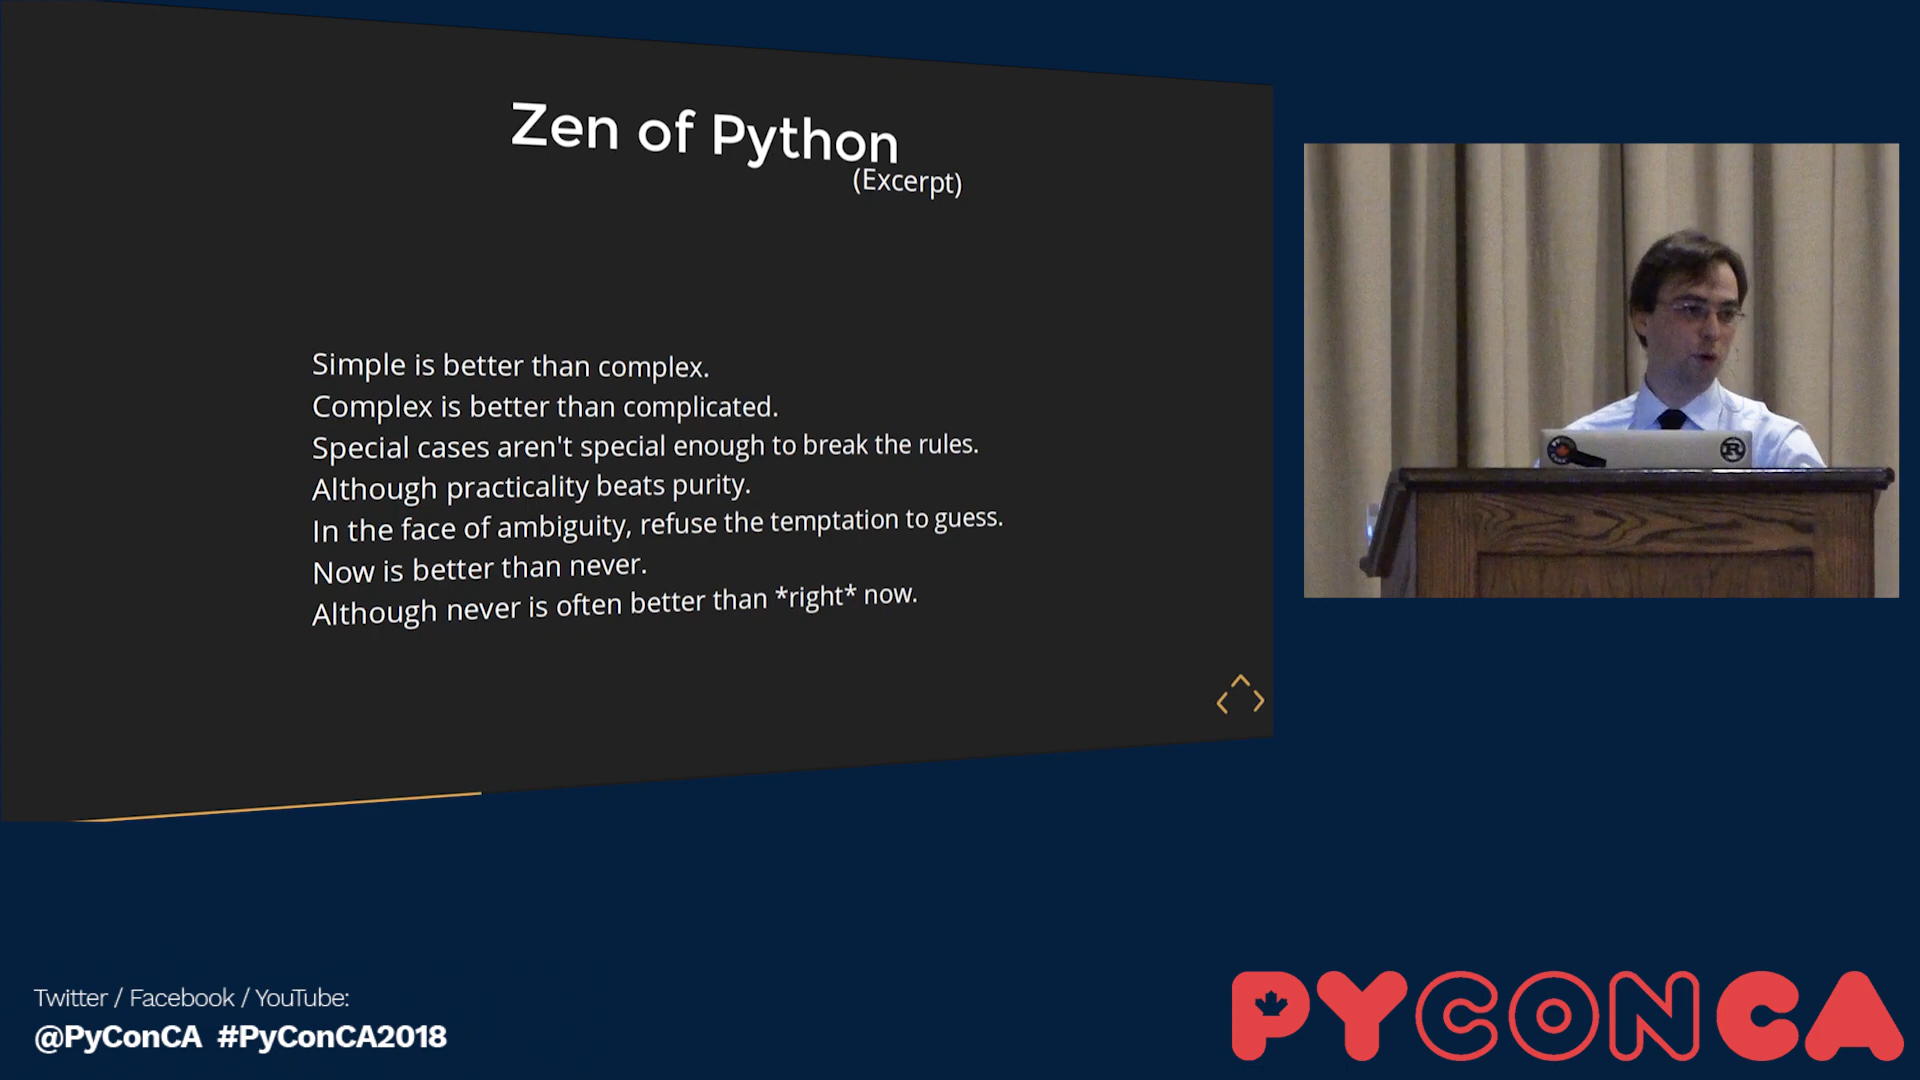 Zen of Python
(Excerpt)
Simple is better than complex.
Complex is better than complicated.
Special cases aren't special enough to break the rules.
Although practicality beats purity.
In the face of ambiguity, refuse the temptation to guess.
Now is better than never.
Although never is often better than *right* now.
Twitter / Facebook / YouTube:
@PyConCA #PyConCA2018
PYCONCA
R